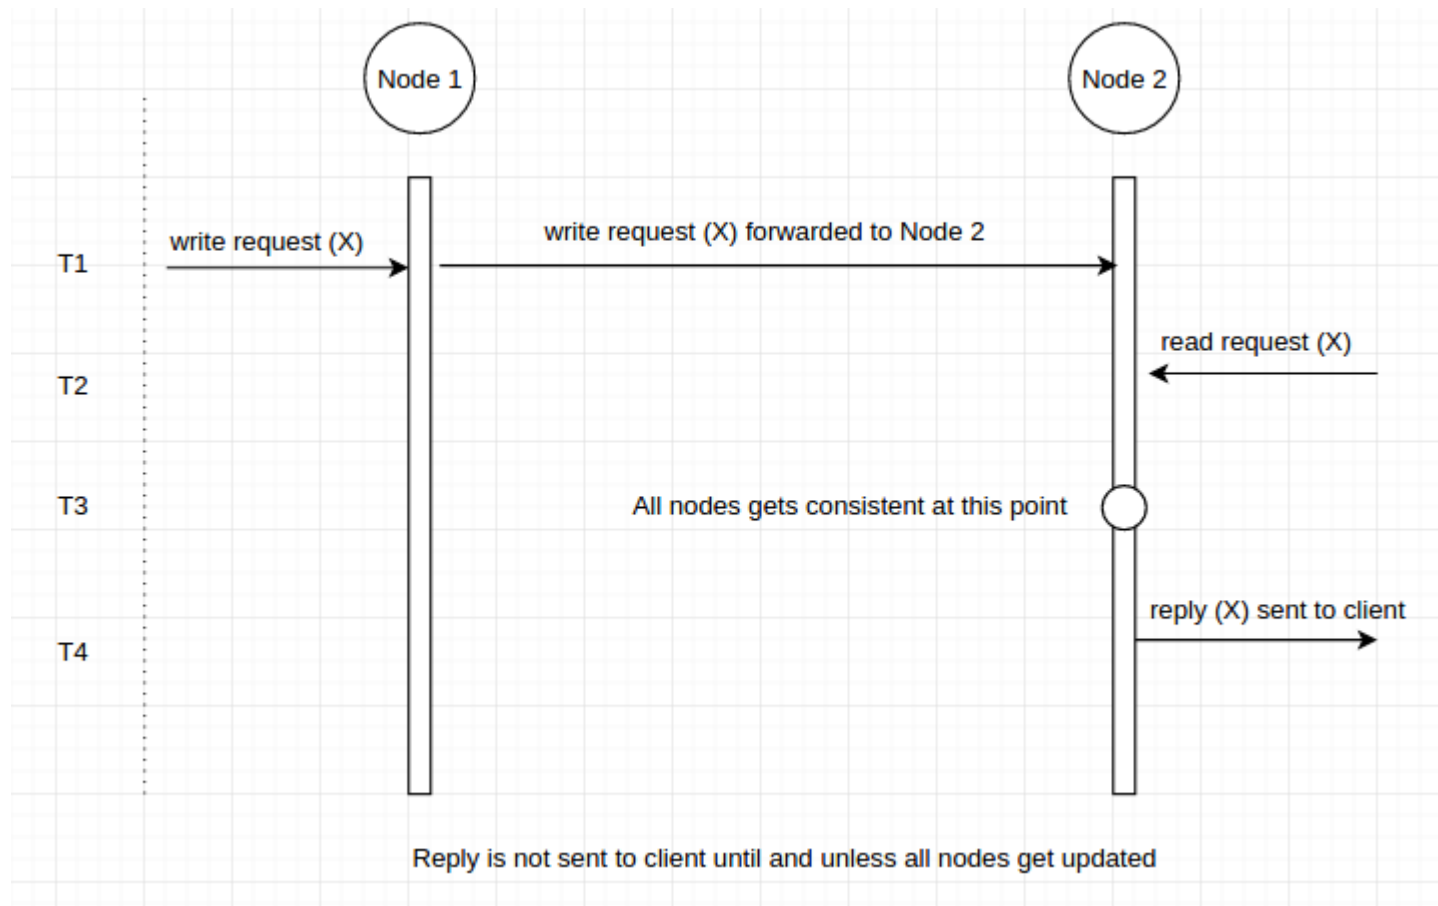 Node 1
Node 2
write request (X)
write request (X) forwarded to Node 2
T1
read request (X)
T2
T3
All nodes gets consistent at this point
reply (X) sent to client
T4
Reply is not sent to client until and unless all nodes get updated